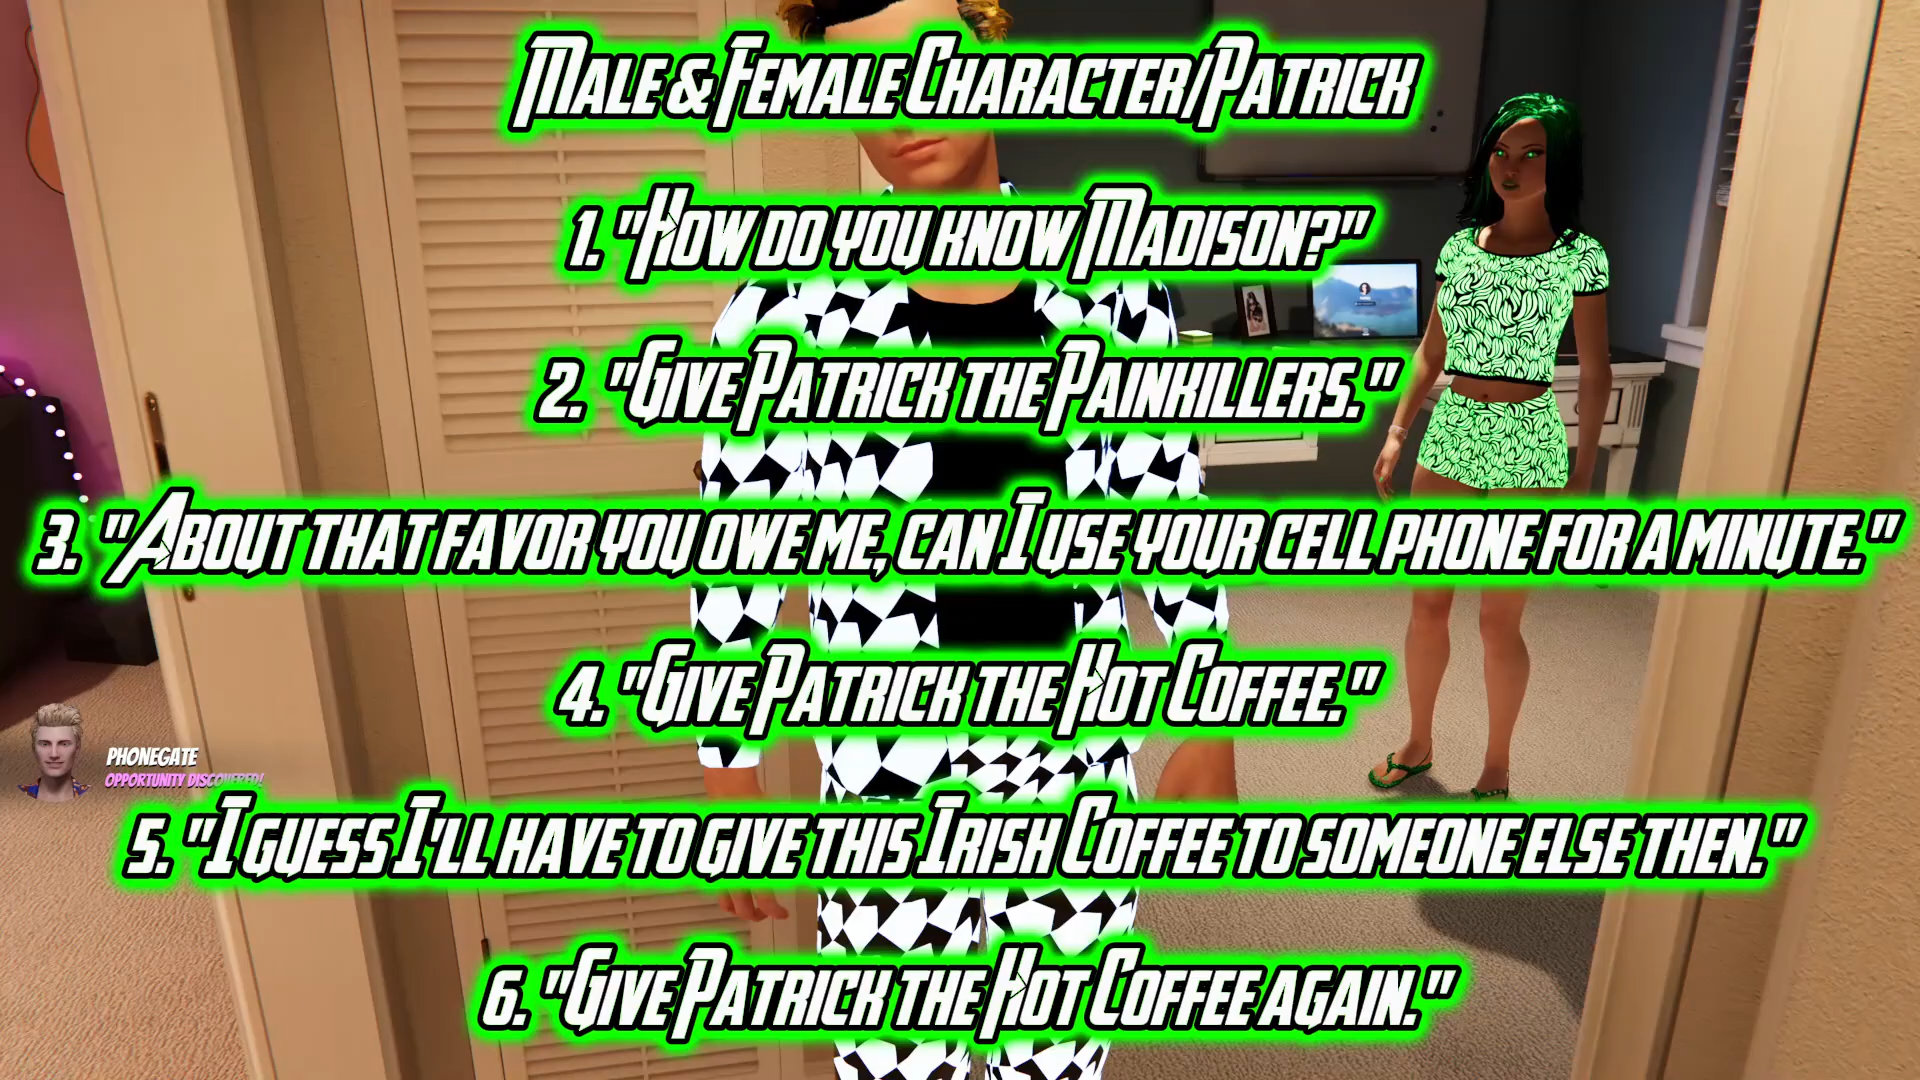 Male & Female Character/Patrick
1. "How do you know Madison?"
2. "Give Patrick the Painkillers."
3. "About that favor you owe me, can I use your cell phone for a minute."
4. "Give Patrick the Hot Coffee."
PHONEGATE
OPPORTUNITY DISCOVERED!
5. "I guess I'll have to give this Irish Coffee to someone else then."
6. "Give Patrick the Hot Coffee again."